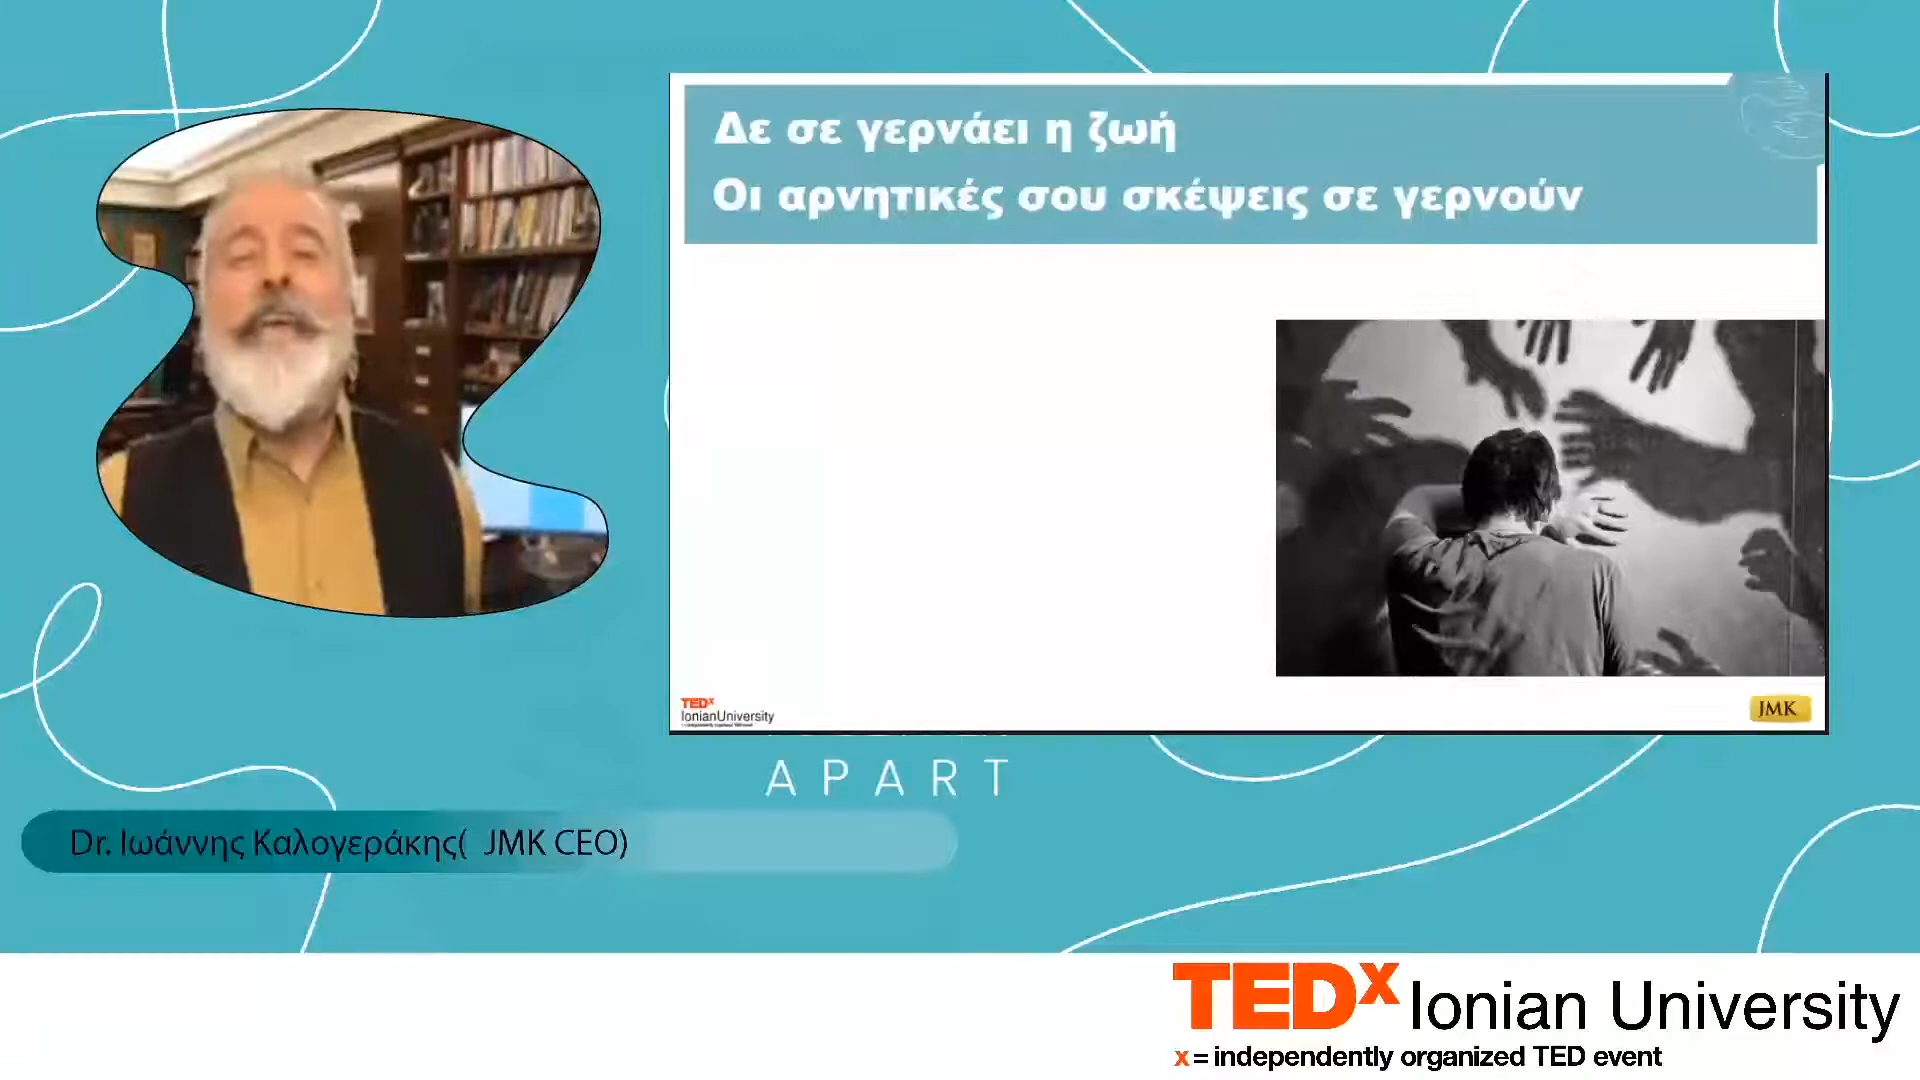 Δε σε γερνάει η ζωή
Οι αρνητικές σου σκέψεις σε γερνούν
TEDx
IonianUniversity
JMK
APART
Dr. Ιωάννης Καλογεράκης( JMK CEO)
TEDx Ionian University
x = independently organized TED event